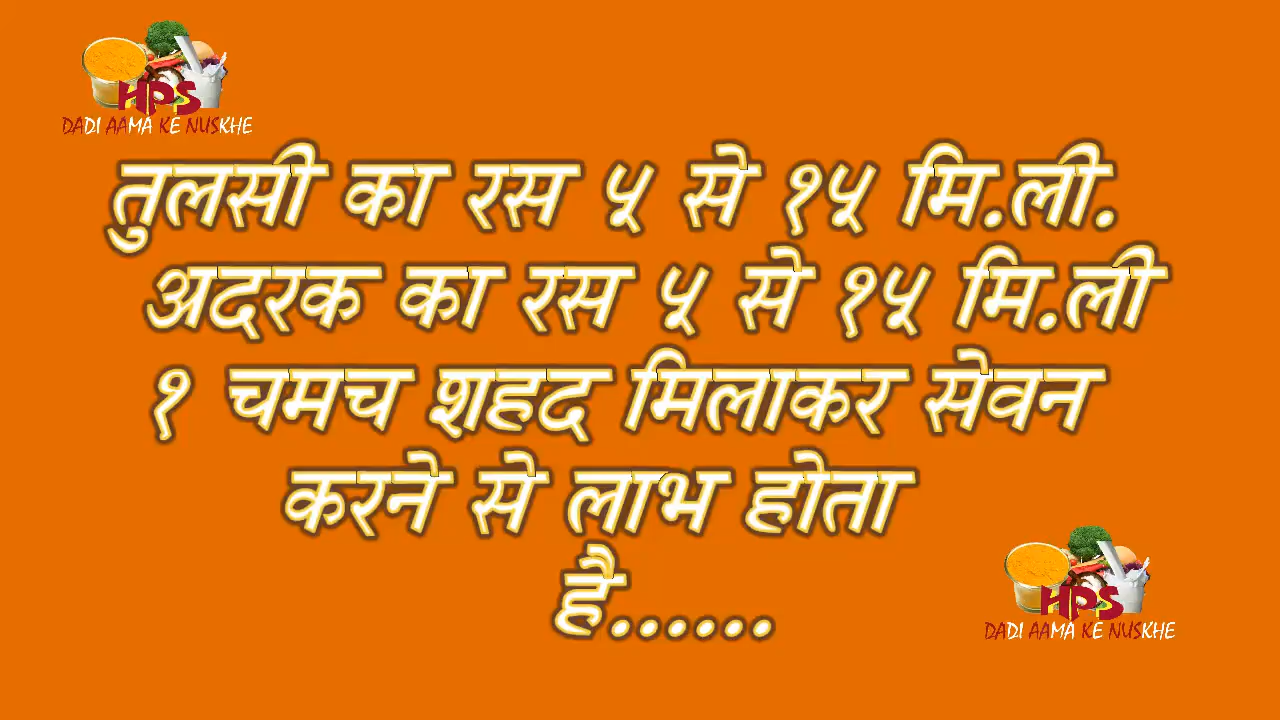 HPS
DADI AAMA KE NUSKHE
तुलसी का रस ५ से १५ मि.ली.
अदरक का रस ५ से १५ मि.ली
१ चमच शहद मिलाकर सेवन
करने से लाभ होता
है......
HPS
DADI AAMA KE NUSKHE